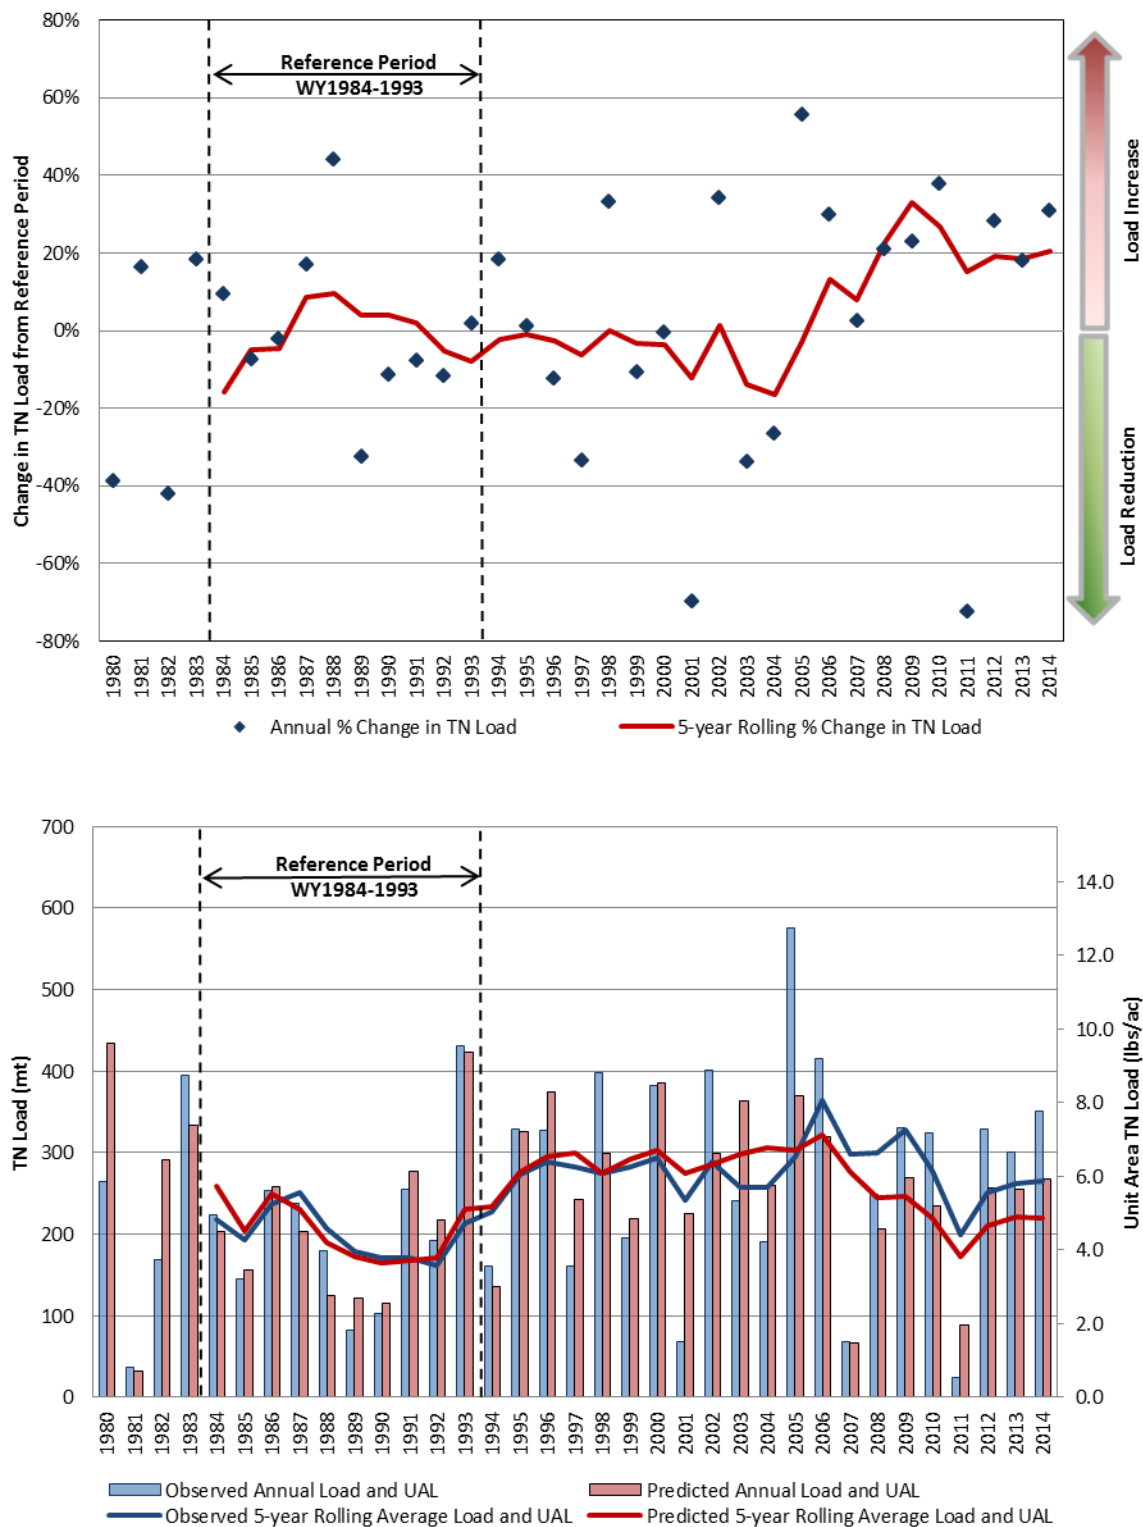 80%
60%
40%
20%
0%
-20%
-40%
-60%
-80%
Change in TN Load from Reference Period
Reference Period
WY1984-1993
Load Increase
Load Reduction
1980 1981 1982 1983 1984 1985 1986 1987 1988 1989 1990 1991 1992 1993 1994 1995 1996 1997 1998 1999 2000 2001 2002 2003 2004 2005 2006 2007 2008 2009 2010 2011 2012 2013 2014
Annual % Change in TN Load 5-year Rolling % Change in TN Load
700
600
500
400
300
200
100
0
TN Load (mt)
Reference Period
WY1984-1993
14.0
12.0
10.0
8.0
6.0
4.0
2.0
0.0
Unit Area TN Load (lbs/ac)
1980 1981 1982 1983 1984 1985 1986 1987 1988 1989 1990 1991 1992 1993 1994 1995 1996 1997 1998 1999 2000 2001 2002 2003 2004 2005 2006 2007 2008 2009 2010 2011 2012 2013 2014
Observed Annual Load and UAL Predicted Annual Load and UAL
Observed 5-year Rolling Average Load and UAL Predicted 5-year Rolling Average Load and UAL